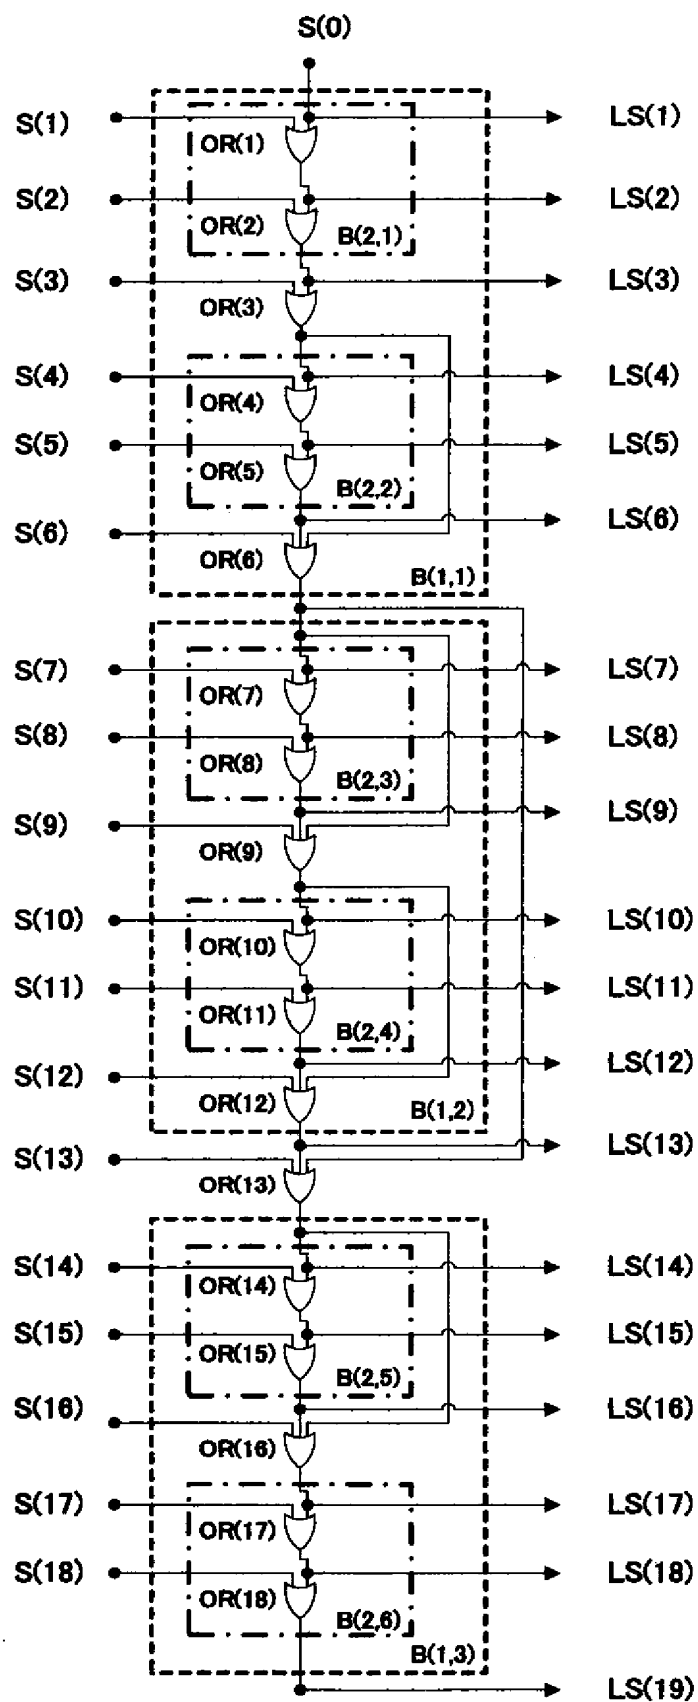 S(0)
S(1) LS(1)
OR(1)
S(2) LS(2)
OR(2) B(2,1)
S(3) LS(3)
OR(3)
S(4) LS(4)
OR(4)
S(5) LS(5)
OR(5) B(2,2)
S(6) LS(6)
OR(6) B(1,1)
S(7) LS(7)
OR(7)
S(8) LS(8)
OR(8) B(2,3)
S(9) LS(9)
OR(9)
S(10) LS(10)
OR(10)
S(11) LS(11)
OR(11) B(2,4)
S(12) LS(12)
OR(12) B(1,2)
S(13) LS(13)
OR(13)
S(14) LS(14)
OR(14)
S(15) LS(15)
OR(15) B(2,5)
S(16) LS(16)
OR(16)
S(17) LS(17)
OR(17)
S(18) LS(18)
OR(18) B(2,6)
B(1,3)
LS(19)